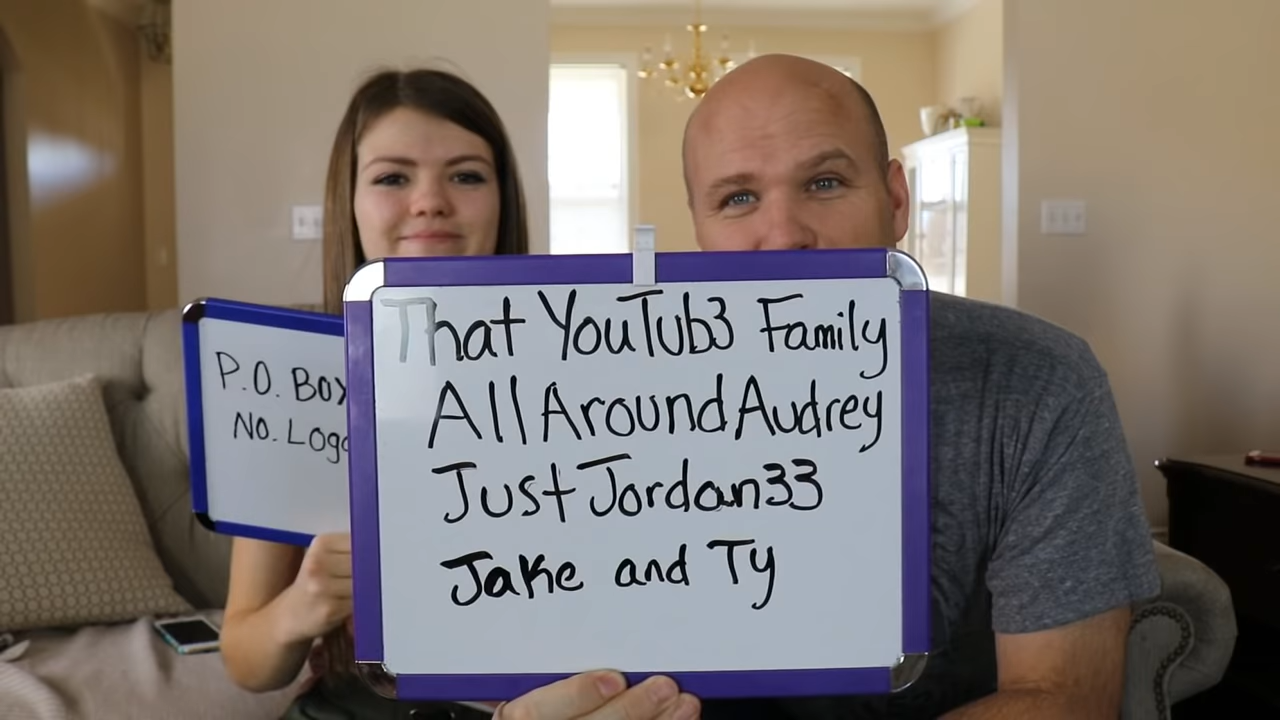 That YouTub3 Family
AllAroundAudrey
JustJordan33
Jake and Ty
P.O. Box
No. Logo